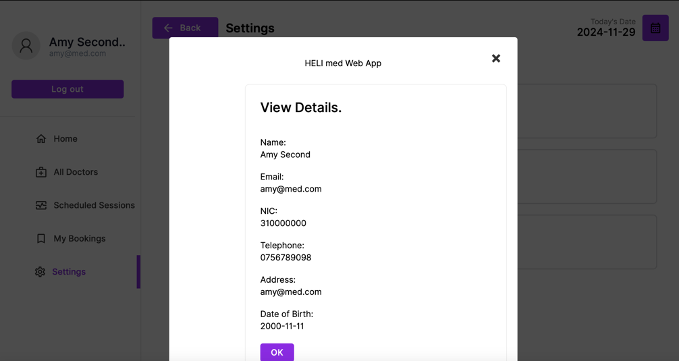 Amy Second..
amy@med.com
Log out
Home
All Doctors
Scheduled Sessions
My Bookings
Settings
Back
Settings
Today's Date
2024-11-29
HELI med Web App
View Details.
Name:
Amy Second
Email:
amy@med.com
NIC:
310000000
Telephone:
0756789098
Address:
amy@med.com
Date of Birth:
2000-11-11
OK